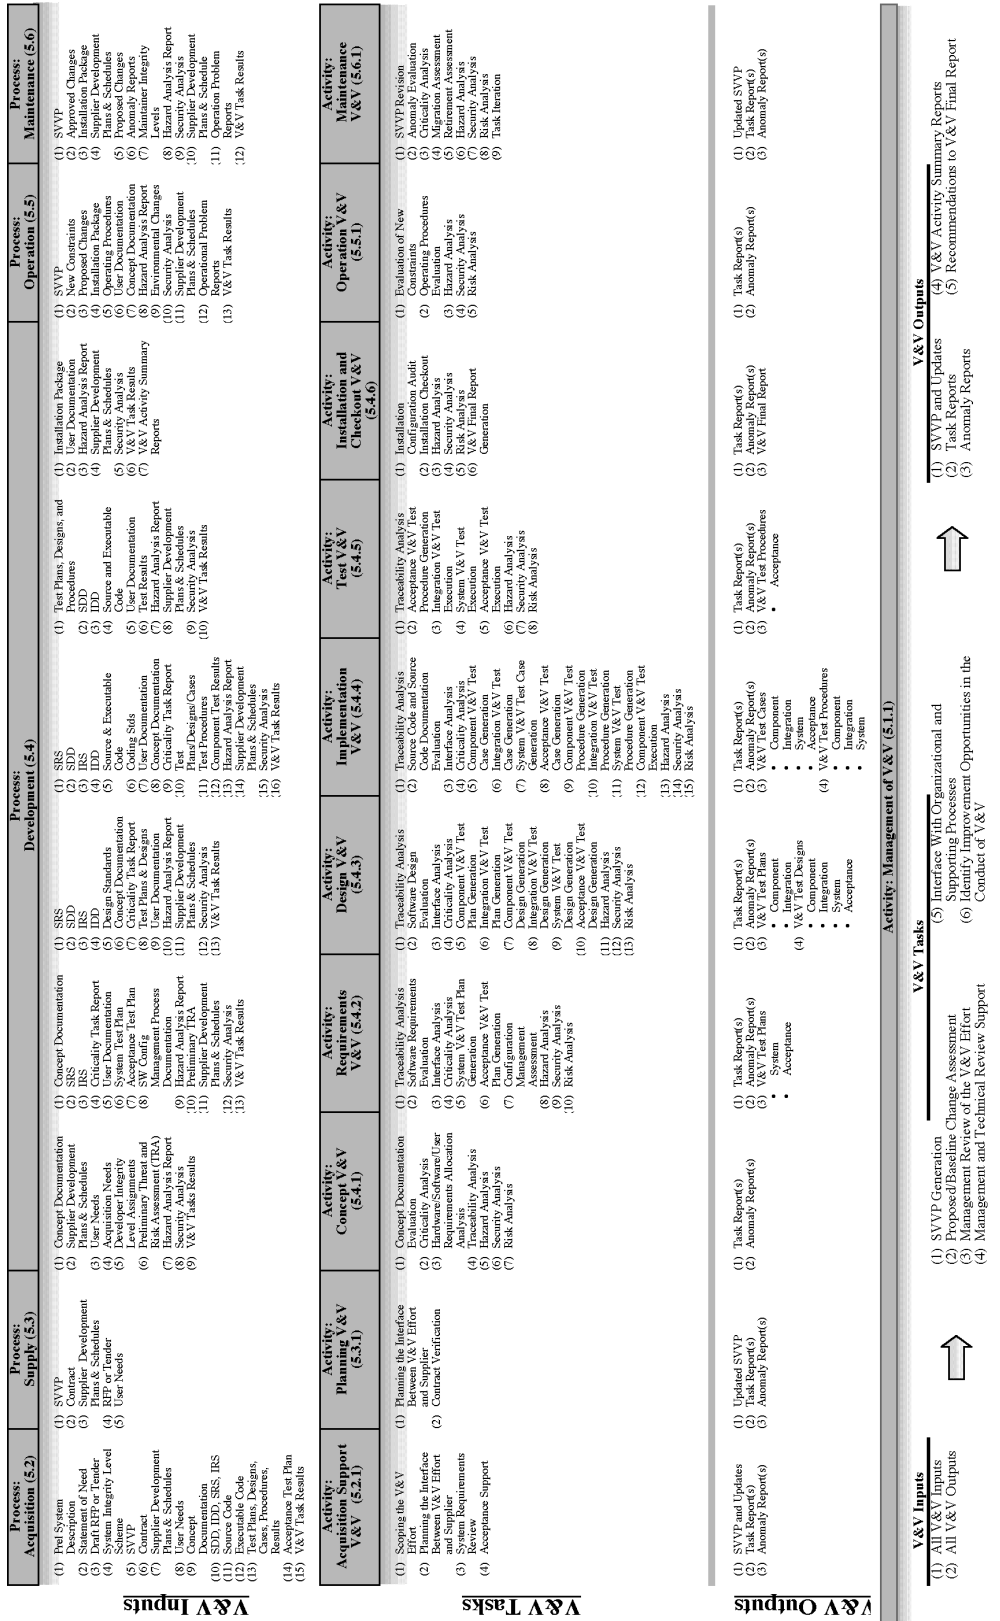 Process:
Acquisition (5.2)
Process:
Supply (5.3)
Process:
Development (5.4)
Process:
Operation (5.5)
Process:
Maintenance (5.6)
V&V Inputs
(1) Prel System
Description
(2) Statement of Need
(3) Draft RFP or Tender
(4) System Integrity Level
Scheme
(5) SVVP
(6) Contract
(7) Supplier Development
Plans & Schedules
(8) User Needs
(9) Concept
Documentation
(10) SDD, IDD, SRS, IRS
(11) Source Code
(12) Executable Code
(13) Test Plans, Designs,
Cases, Procedures,
Results
(14) Acceptance Test Plan
(15) V&V Task Results
(1) SVVP
(2) Contract
(3) Supplier Development
Plans & Schedules
(4) RFP or Tender
(5) User Needs
(1) Concept Documentation
(2) Supplier Development
Plans & Schedules
(3) User Needs
(4) Acquisition Needs
(5) Developer Integrity
Level Assignments
(6) Preliminary Threat and
Risk Assessment (TRA)
(7) Hazard Analysis Report
(8) Security Analysis
(9) V&V Tasks Results
(1) Concept Documentation
(2) SRS
(3) IRS
(4) Criticality Task Report
(5) User Documentation
(6) System Test Plan
(7) Acceptance Test Plan
(8) SW Config
Management Process
Documentation
(9) Hazard Analysis Report
(10) Preliminary TRA
(11) Supplier Development
Plans & Schedules
(12) Security Analysis
(13) V&V Task Results
(1) SRS
(2) SDD
(3) IRS
(4) IDD
(5) Design Standards
(6) Concept Documentation
(7) Criticality Task Report
(8) Test Plans & Designs
(9) User Documentation
(10) Hazard Analysis Report
(11) Supplier Development
Plans & Schedules
(12) Security Analysis
(13) V&V Task Results
(1) SRS
(2) SDD
(3) IRS
(4) IDD
(5) Source & Executable
Code
(6) Coding Stds
(7) User Documentation
(8) Concept Documentation
(9) Criticality Task Report
(10) Test
Plans/Designs/Cases
(11) Test Procedures
(12) Component Test Results
(13) Hazard Analysis Report
(14) Supplier Development
Plans & Schedules
(15) Security Analysis
(16) V&V Task Results
(1) Test Plans, Designs, and
Procedures
(2) SDD
(3) IDD
(4) Source and Executable
Code
(5) User Documentation
(6) Test Results
(7) Hazard Analysis Report
(8) Supplier Development
Plans & Schedules
(9) Security Analysis
(10) V&V Task Results
(1) Installation Package
(2) User Documentation
(3) Hazard Analysis Report
(4) Supplier Development
Plans & Schedules
(5) Security Analysis
(6) V&V Task Results
(7) V&V Activity Summary
Reports
(1) SVVP
(2) New Constraints
(3) Proposed Changes
(4) Installation Package
(5) Operating Procedures
(6) User Documentation
(7) Concept Documentation
(8) Hazard Analysis Report
(9) Environmental Changes
(10) Security Analysis
(11) Supplier Development
Plans & Schedules
(12) Operational Problem
Reports
(13) V&V Task Results
(1) SVVP
(2) Approved Changes
(3) Installation Package
(4) Supplier Development
Plans & Schedules
(5) Proposed Changes
(6) Anomaly Reports
(7) Maintainer Integrity
Levels
(8) Hazard Analysis Report
(9) Security Analysis
(10) Supplier Development
Plans & Schedule
(11) Operation Problem
Reports
(12) V&V Task Results
Activity:
Acquisition Support
V&V (5.2.1)
Activity:
Planning V&V
(5.3.1)
Activity:
Concept V&V
(5.4.1)
Activity:
Requirements
V&V (5.4.2)
Activity:
Design V&V
(5.4.3)
Activity:
Implementation
V&V (5.4.4)
Activity:
Test V&V
(5.4.5)
Activity:
Installation and
Checkout V&V
(5.4.6)
Activity:
Operation V&V
(5.5.1)
Activity:
Maintenance
V&V (5.6.1)
V&V Tasks
(1) Scoping the V&V
Effort
(2) Planning the Interface
Between V&V Effort
and Supplier
(3) System Requirements
Review
(4) Acceptance Support
(1) Planning the Interface
Between V&V Effort
and Supplier
(2) Contract Verification
(1) Concept Documentation
Evaluation
(2) Criticality Analysis
(3) Hardware/Software/User
Requirements Allocation
Analysis
(4) Traceability Analysis
(5) Hazard Analysis
(6) Security Analysis
(7) Risk Analysis
(1) Traceability Analysis
(2) Software Requirements
Evaluation
(3) Interface Analysis
(4) Criticality Analysis
(5) System V&V Test Plan
Generation
(6) Acceptance V&V Test
Plan Generation
(7) Configuration
Management
Assessment
(8) Hazard Analysis
(9) Security Analysis
(10) Risk Analysis
(1) Traceability Analysis
(2) Software Design
Evaluation
(3) Interface Analysis
(4) Criticality Analysis
(5) Component V&V Test
Plan Generation
(6) Integration V&V Test
Plan Generation
(7) Component V&V Test
Design Generation
(8) Integration V&V Test
Design Generation
(9) System V&V Test
Design Generation
(10) Acceptance V&V Test
Design Generation
(11) Hazard Analysis
(12) Security Analysis
(13) Risk Analysis
(1) Traceability Analysis
(2) Source Code and Source
Code Documentation
Evaluation
(3) Interface Analysis
(4) Criticality Analysis
(5) Component V&V Test
Case Generation
(6) Integration V&V Test
Case Generation
(7) System V&V Test Case
Generation
(8) Acceptance V&V Test
Case Generation
(9) Component V&V Test
Procedure Generation
(10) Integration V&V Test
Procedure Generation
(11) System V&V Test
Procedure Generation
(12) Component V&V Test
Execution
(13) Hazard Analysis
(14) Security Analysis
(15) Risk Analysis
(1) Traceability Analysis
(2) Acceptance V&V Test
Procedure Generation
(3) Integration V&V Test
Execution
(4) System V&V Test
Execution
(5) Acceptance V&V Test
Execution
(6) Hazard Analysis
(7) Security Analysis
(8) Risk Analysis
(1) Installation
Configuration Audit
(2) Installation Checkout
(3) Hazard Analysis
(4) Security Analysis
(5) Risk Analysis
(6) V&V Final Report
Generation
(1) Evaluation of New
Constraints
(2) Operating Procedures
Evaluation
(3) Hazard Analysis
(4) Security Analysis
(5) Risk Analysis
(1) SVVP Revision
(2) Anomaly Evaluation
(3) Criticality Analysis
(4) Migration Assessment
(5) Retirement Assessment
(6) Hazard Analysis
(7) Security Analysis
(8) Risk Analysis
(9) Task Iteration
V&V Outputs
(1) SVVP and Updates
(2) Task Report(s)
(3) Anomaly Report(s)
(1) Updated SVVP
(2) Task Report(s)
(3) Anomaly Report(s)
(1) Task Report(s)
(2) Anomaly Report(s)
(1) Task Report(s)
(2) Anomaly Report(s)
(3) V&V Test Plans
• System
• Acceptance
(1) Task Report(s)
(2) Anomaly Report(s)
(3) V&V Test Plans
• Component
• Integration
(4) V&V Test Designs
• Component
• Integration
• System
• Acceptance
(1) Task Report(s)
(2) Anomaly Report(s)
(3) V&V Test Cases
• Component
• Integration
• System
• Acceptance
(4) V&V Test Procedures
• Component
• Integration
• System
(1) Task Report(s)
(2) Anomaly Report(s)
(3) V&V Test Procedures
• Acceptance
(1) Task Report(s)
(2) Anomaly Report(s)
(3) V&V Final Report
(1) Task Report(s)
(2) Anomaly Report(s)
(1) Updated SVVP
(2) Task Report(s)
(3) Anomaly Report(s)
Activity: Management of V&V (5.1.1)
V&V Inputs
(1) All V&V Inputs
(2) All V&V Outputs
V&V Tasks
(1) SVVP Generation
(2) Proposed/Baseline Change Assessment
(3) Management Review of the V&V Effort
(4) Management and Technical Review Support
(5) Interface With Organizational and
Supporting Processes
(6) Identify Improvement Opportunities in the
Conduct of V&V
V&V Outputs
(1) SVVP and Updates
(2) Task Reports
(3) Anomaly Reports
(4) V&V Activity Summary Reports
(5) Recommendations to V&V Final Report